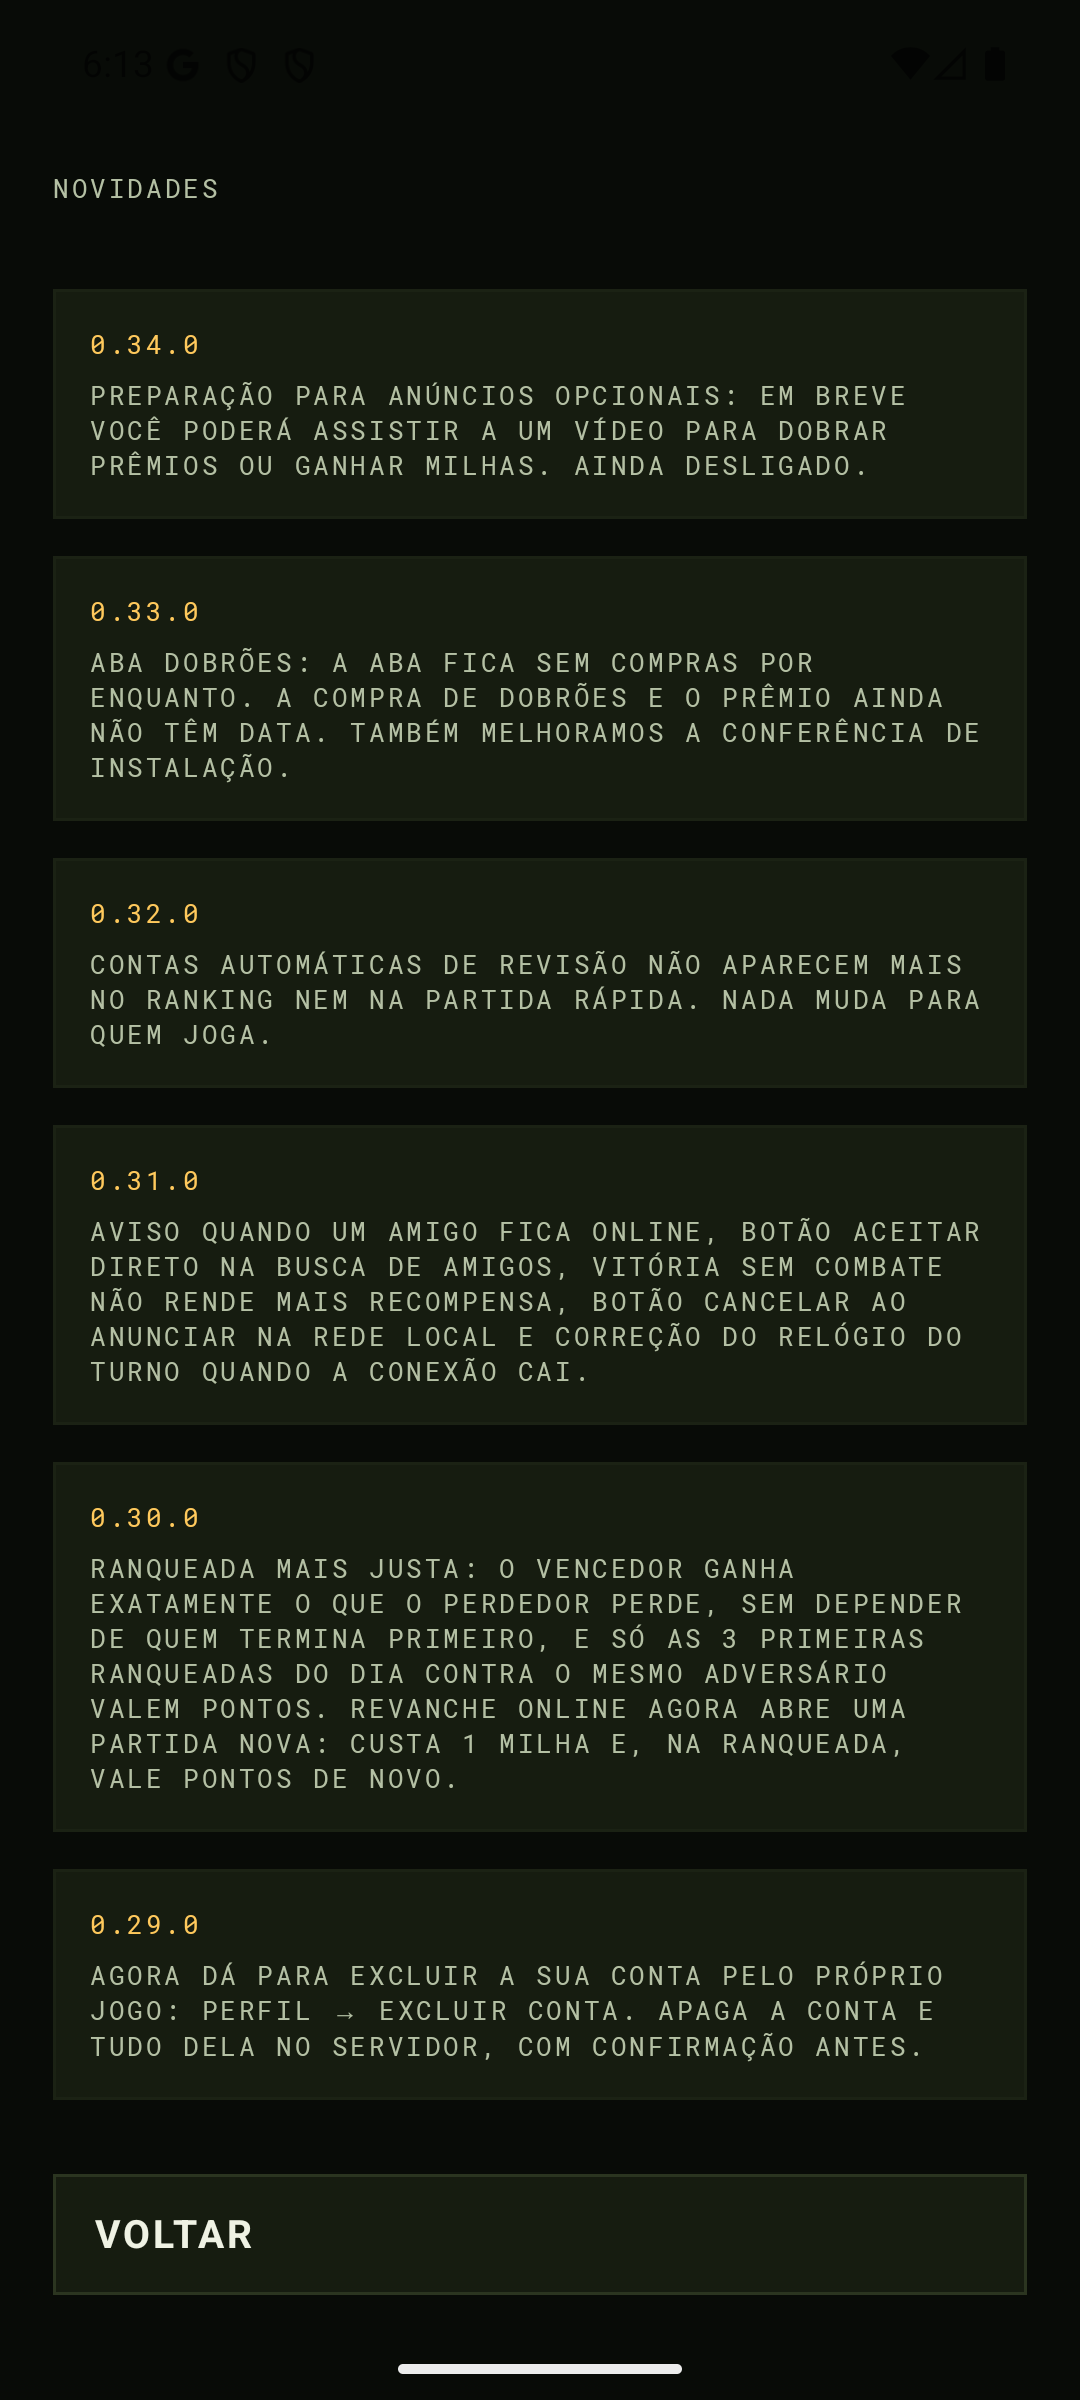 6:13
NOVIDADES
0.34.0
PREPARAÇÃO PARA ANÚNCIOS OPCIONAIS: EM BREVE
VOCÊ PODERÁ ASSISTIR A UM VÍDEO PARA DOBRAR
PRÊMIOS OU GANHAR MILHAS. AINDA DESLIGADO.
0.33.0
ABA DOBRÕES: A ABA FICA SEM COMPRAS POR
ENQUANTO. A COMPRA DE DOBRÕES E O PRÊMIO AINDA
NÃO TÊM DATA. TAMBÉM MELHORAMOS A CONFERÊNCIA DE
INSTALAÇÃO.
0.32.0
CONTAS AUTOMÁTICAS DE REVISÃO NÃO APARECEM MAIS
NO RANKING NEM NA PARTIDA RÁPIDA. NADA MUDA PARA
QUEM JOGA.
0.31.0
AVISO QUANDO UM AMIGO FICA ONLINE, BOTÃO ACEITAR
DIRETO NA BUSCA DE AMIGOS, VITÓRIA SEM COMBATE
NÃO RENDE MAIS RECOMPENSA, BOTÃO CANCELAR AO
ANUNCIAR NA REDE LOCAL E CORREÇÃO DO RELÓGIO DO
TURNO QUANDO A CONEXÃO CAI.
0.30.0
RANQUEADA MAIS JUSTA: O VENCEDOR GANHA
EXATAMENTE O QUE O PERDEDOR PERDE, SEM DEPENDER
DE QUEM TERMINA PRIMEIRO, E SÓ AS 3 PRIMEIRAS
RANQUEADAS DO DIA CONTRA O MESMO ADVERSÁRIO
VALEM PONTOS. REVANCHE ONLINE AGORA ABRE UMA
PARTIDA NOVA: CUSTA 1 MILHA E, NA RANQUEADA,
VALE PONTOS DE NOVO.
0.29.0
AGORA DÁ PARA EXCLUIR A SUA CONTA PELO PRÓPRIO
JOGO: PERFIL → EXCLUIR CONTA. APAGA A CONTA E
TUDO DELA NO SERVIDOR, COM CONFIRMAÇÃO ANTES.
VOLTAR